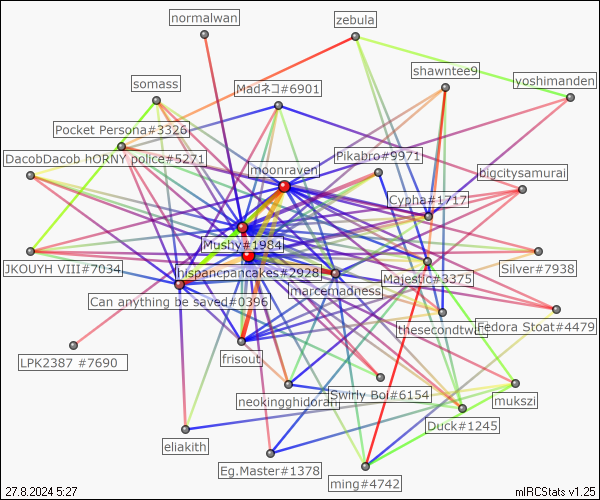 normalwan
zebula
shawntee9
yoshimanden
somass
Madネコ#6901
Pocket Persona#3326
DacobDacob hORNY police#5271
moonraven
Pikabro#9971
bigcitysamurai
Cypha#1717
Mushy#1984
JKOUYH VIII#7034
hispancpancakes#2928
Majestic#3375
Silver#7938
marcemadness
Can anything be saved#0396
thesecondtwin
Fedora Stoat#4479
LPK2387 #7690
frisout
neokingghidorah
Swirly Boi#6154
mukszi
Duck#1245
eliakith
Eg.Master#1378
ming#4742
27.8.2024 5:27
mIRCStats v1.25